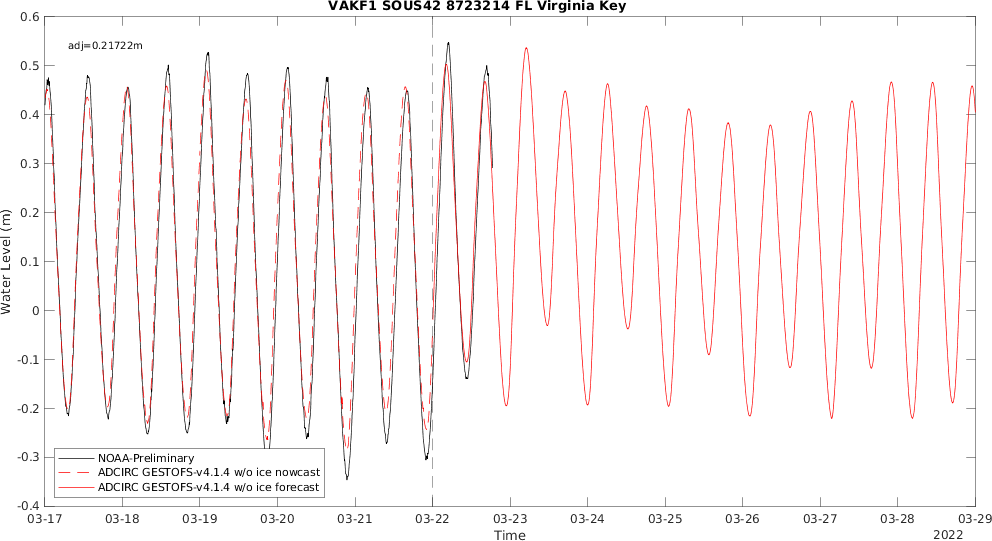 VAKF1 SOUS42 8723214 FL Virginia Key
adj=0.21722m
0.6
0.5
0.4
0.3
0.2
0.1
0
-0.1
-0.2
-0.3
-0.4
Water Level (m)
NOAA-Preliminary
ADCIRC GESTOFS-v4.1.4 w/o ice nowcast
ADCIRC GESTOFS-v4.1.4 w/o ice forecast
03-17 03-18 03-19 03-20 03-21 03-22 03-23 03-24 03-25 03-26 03-27 03-28 03-29
Time
2022